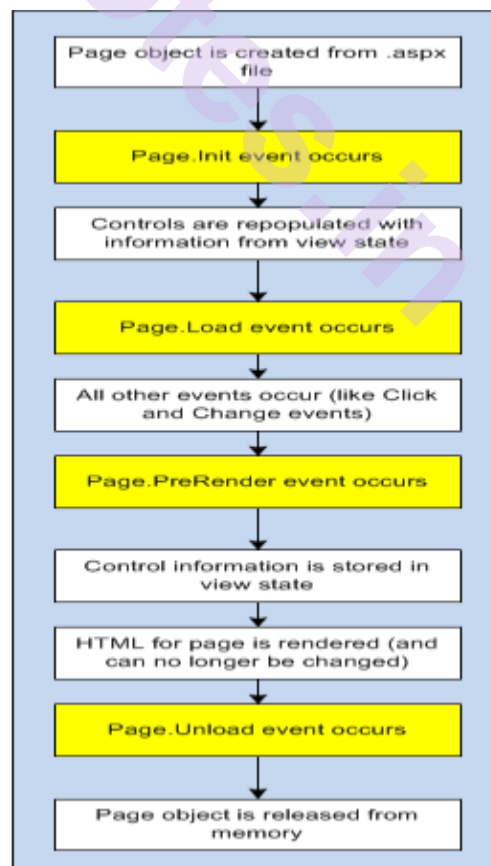 Page object is created from .aspx
file
Page.Init event occurs
Controls are repopulated with
information from view state
Page.Load event occurs
All other events occur (like Click
and Change events)
Page.PreRender event occurs
Control information is stored in
view state
HTML for page is rendered (and
can no longer be changed)
Page.Unload event occurs
Page object is released from
memory
tes.in